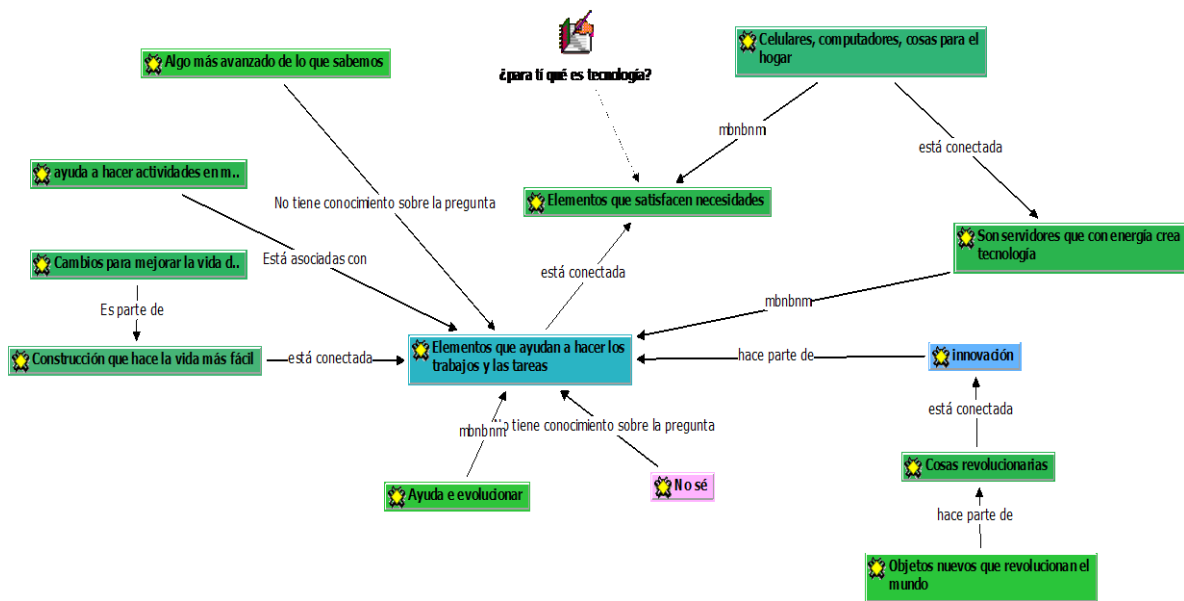 Algo más avanzado de lo que sabemos
¿para tí qué es tecnología?
Celulares, computadores, cosas para el
hogar
mbnbnm
está conectada
ayuda a hacer actividades en m..
No tiene conocimiento sobre la pregunta
Elementos que satisfacen necesidades
Son servidores que con energía crea
tecnología
Está asociadas con
Cambios para mejorar la vida d..
está conectada
mbnbnm
Es parte de
Construcción que hace la vida más fácil
está conectada
Elementos que ayudan a hacer los
trabajos y las tareas
hace parte de
innovación
está conectada
mbnbnm
tiene conocimiento sobre la pregunta
Cosas revolucionarias
Ayuda e evolucionar
No sé
hace parte de
Objetos nuevos que revolucionan el
mundo